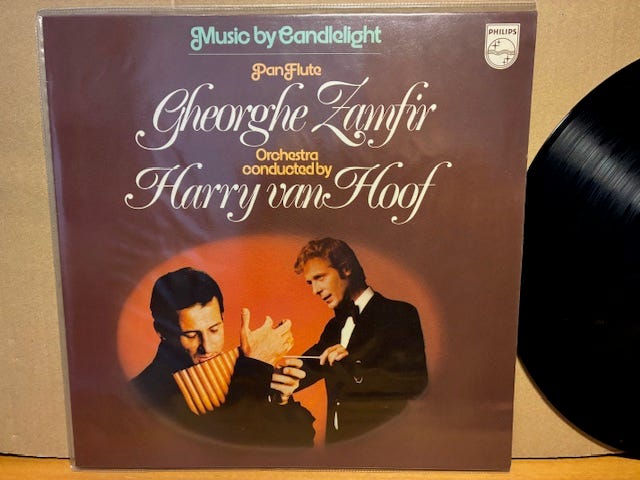 Music by Candlelight
PHILIPS
Pan Flute
Gheorghe Zamfir
Orchestra
conducted by
Harry van Hoof